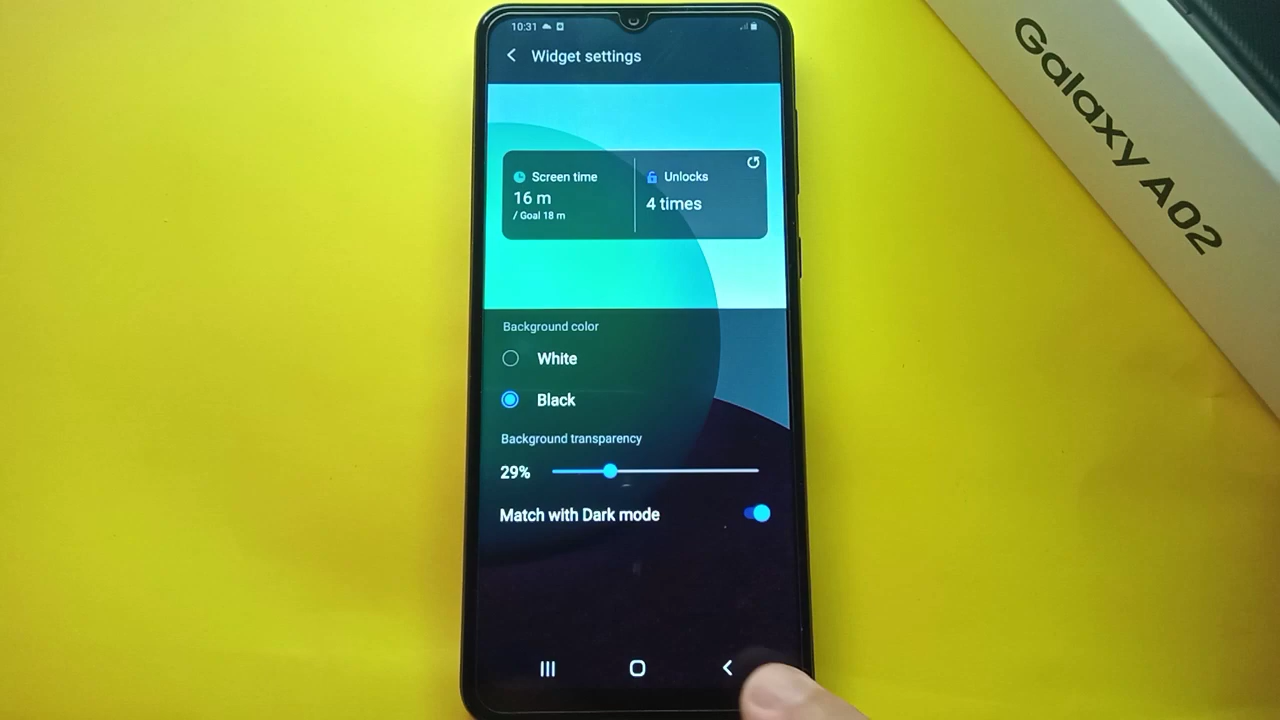 10:31
Widget settings
Screen time
Unlocks
16 m
4 times
/ Goal 18 m
Background color
White
Black
Background transparency
29%
Match with Dark mode
Galaxy A02